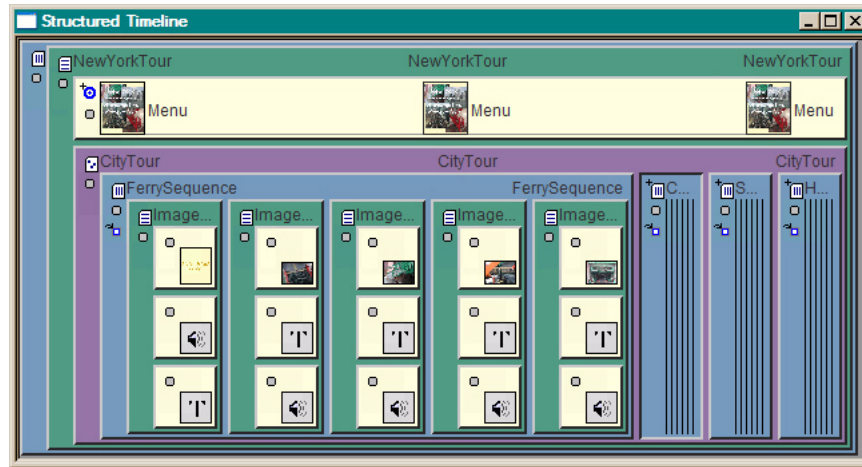 Structured Timeline
NewYorkTour NewYorkTour NewYorkTour
Menu Menu Menu
CityTour CityTour CityTour
FerrySequence FerrySequence C... S... H...
Image... Image... Image... Image... Image...
T T T T
T